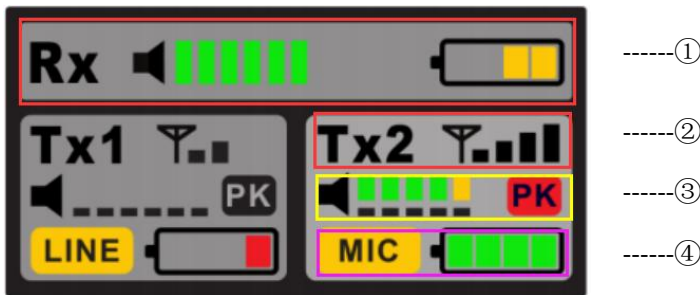 Rx ------①
Tx1 Tx2 ------②
PK PK ------③
LINE MIC ------④